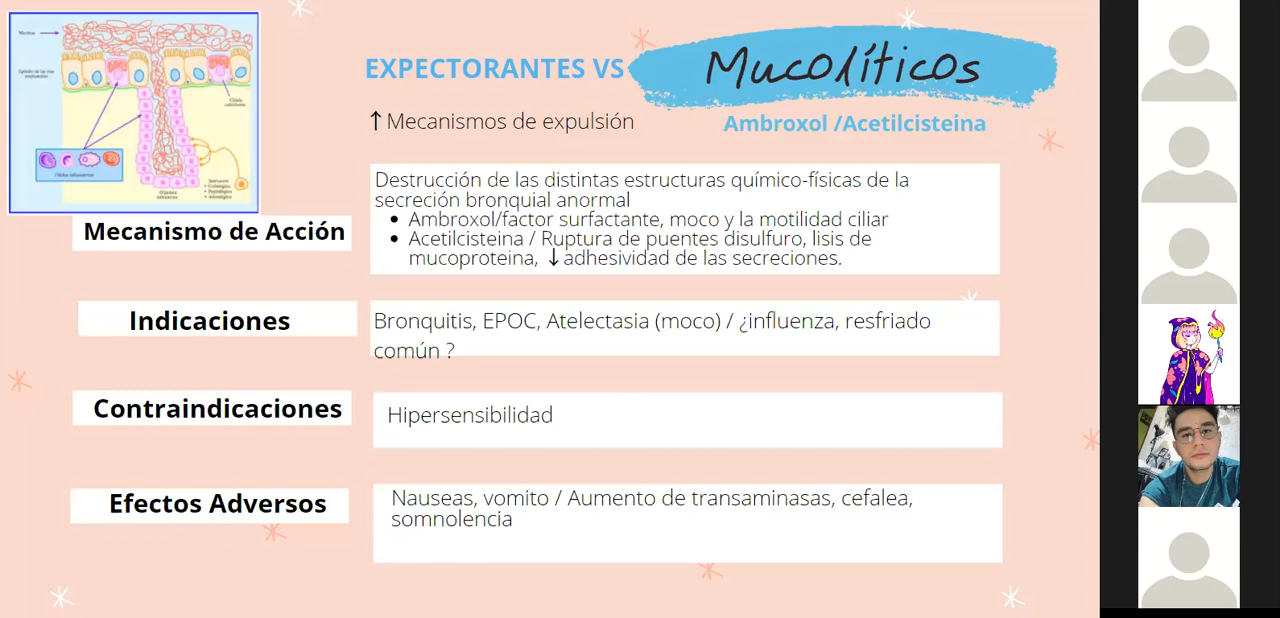 EXPECTORANTES VS Mucolíticos
↑ Mecanismos de expulsión
Ambroxol /Acetilcisteina
Mecanismo de Acción
Destrucción de las distintas estructuras químico-físicas de la
secreción bronquial anormal
• Ambroxol/factor surfactante, moco y la motilidad ciliar
• Acetilcisteina / Ruptura de puentes disulfuro, lisis de
mucoproteina, ↓ adhesividad de las secreciones.
Indicaciones
Bronquitis, EPOC, Atelectasia (moco) / ¿influenza, resfriado
común ?
Contraindicaciones
Hipersensibilidad
Efectos Adversos
Nauseas, vomito / Aumento de transaminasas, cefalea,
somnolencia